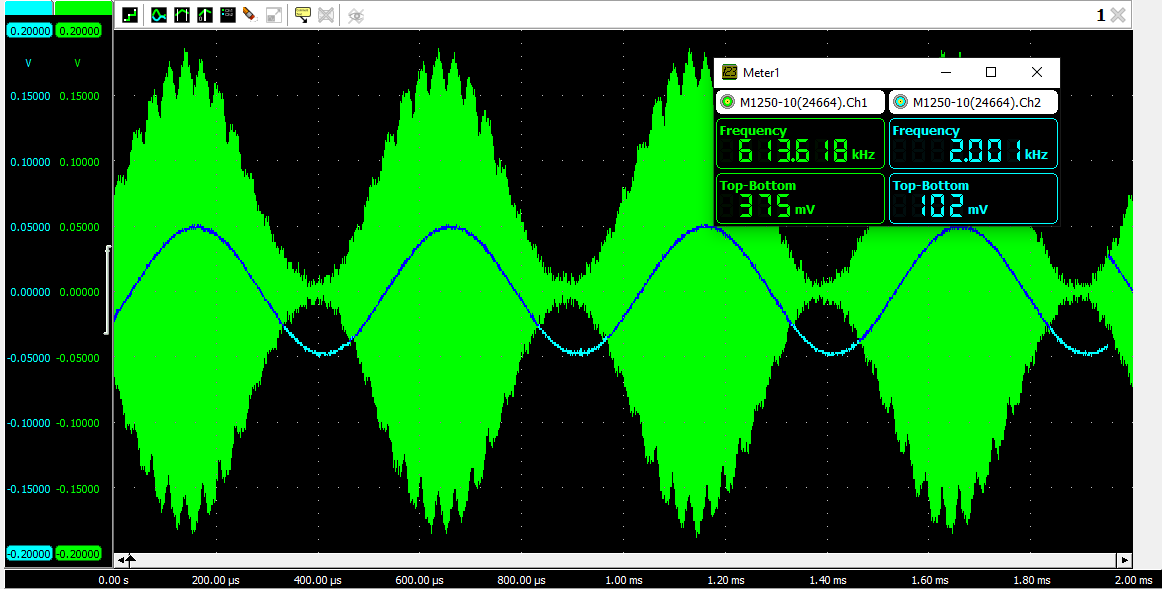 1
0.20000 0.20000
V V
0.15000 0.15000
0.10000 0.10000
0.05000 0.05000
0.00000 0.00000
-0.05000 -0.05000
-0.10000 -0.10000
-0.15000 -0.15000
-0.20000 -0.20000
Meter1
M1250-10(24664).Ch1 M1250-10(24664).Ch2
Frequency Frequency
613.618 kHz 2.001 kHz
Top-Bottom Top-Bottom
375 mV 102 mV
0.00 s 200.00 µs 400.00 µs 600.00 µs 800.00 µs 1.00 ms 1.20 ms 1.40 ms 1.60 ms 1.80 ms 2.00 ms